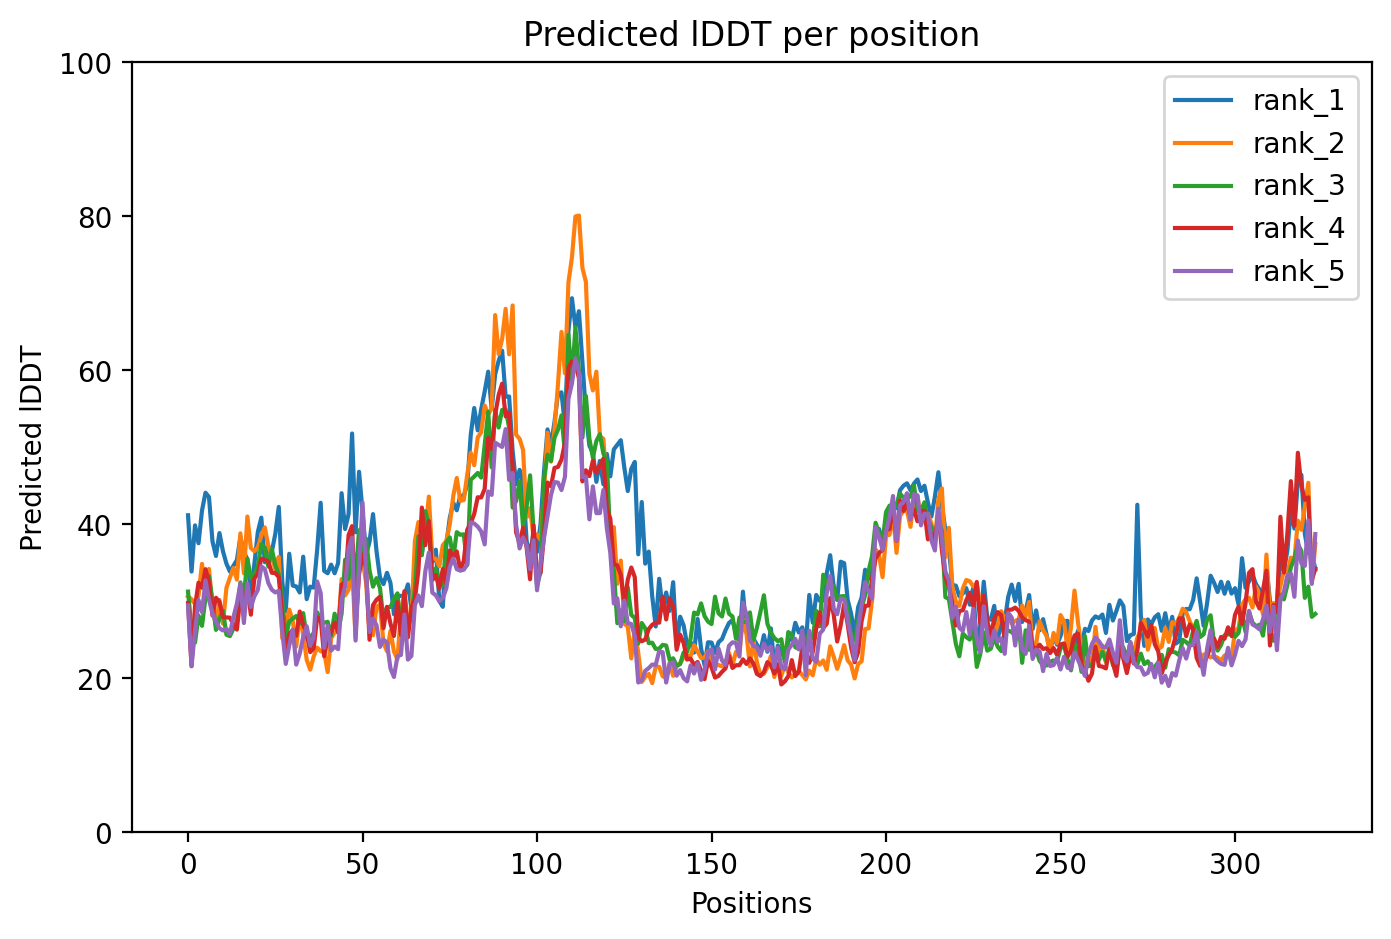 Predicted lDDT per position
100
80
60
40
20
0
Predicted lDDT
0 50 100 150 200 250 300
Positions
rank_1
rank_2
rank_3
rank_4
rank_5